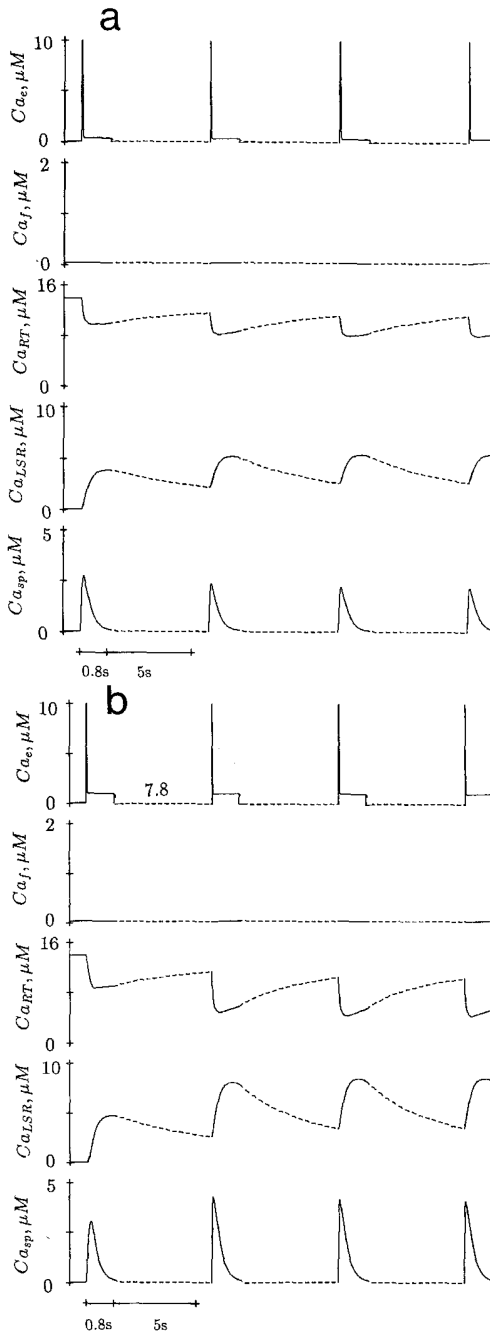 a
10
Ca_e, μM
0
2
Ca_f, μM
0
16
Ca_RT, μM
0
10
Ca_LSR, μM
0
5
Ca_sp, μM
0
0.8s 5s
b
10
Ca_e, μM
7.8
0
2
Ca_f, μM
0
16
Ca_RT, μM
0
10
Ca_LSR, μM
0
5
Ca_sp, μM
0
0.8s 5s